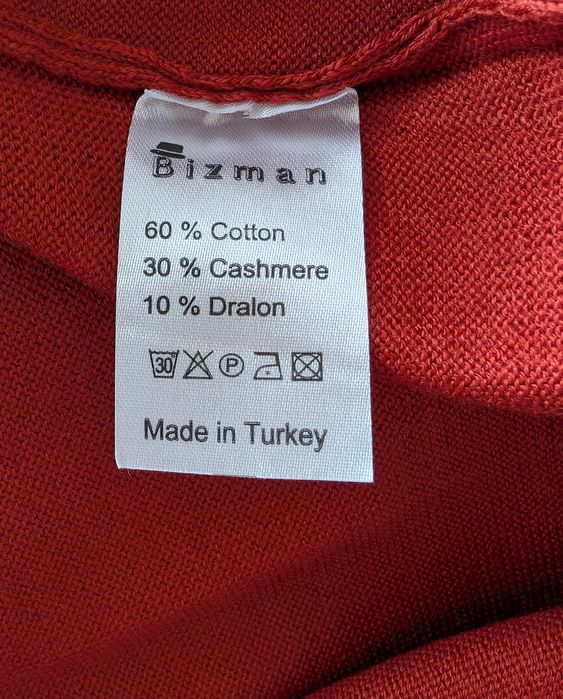 Bizman
60 % Cotton
30 % Cashmere
10 % Dralon
30 P
Made in Turkey